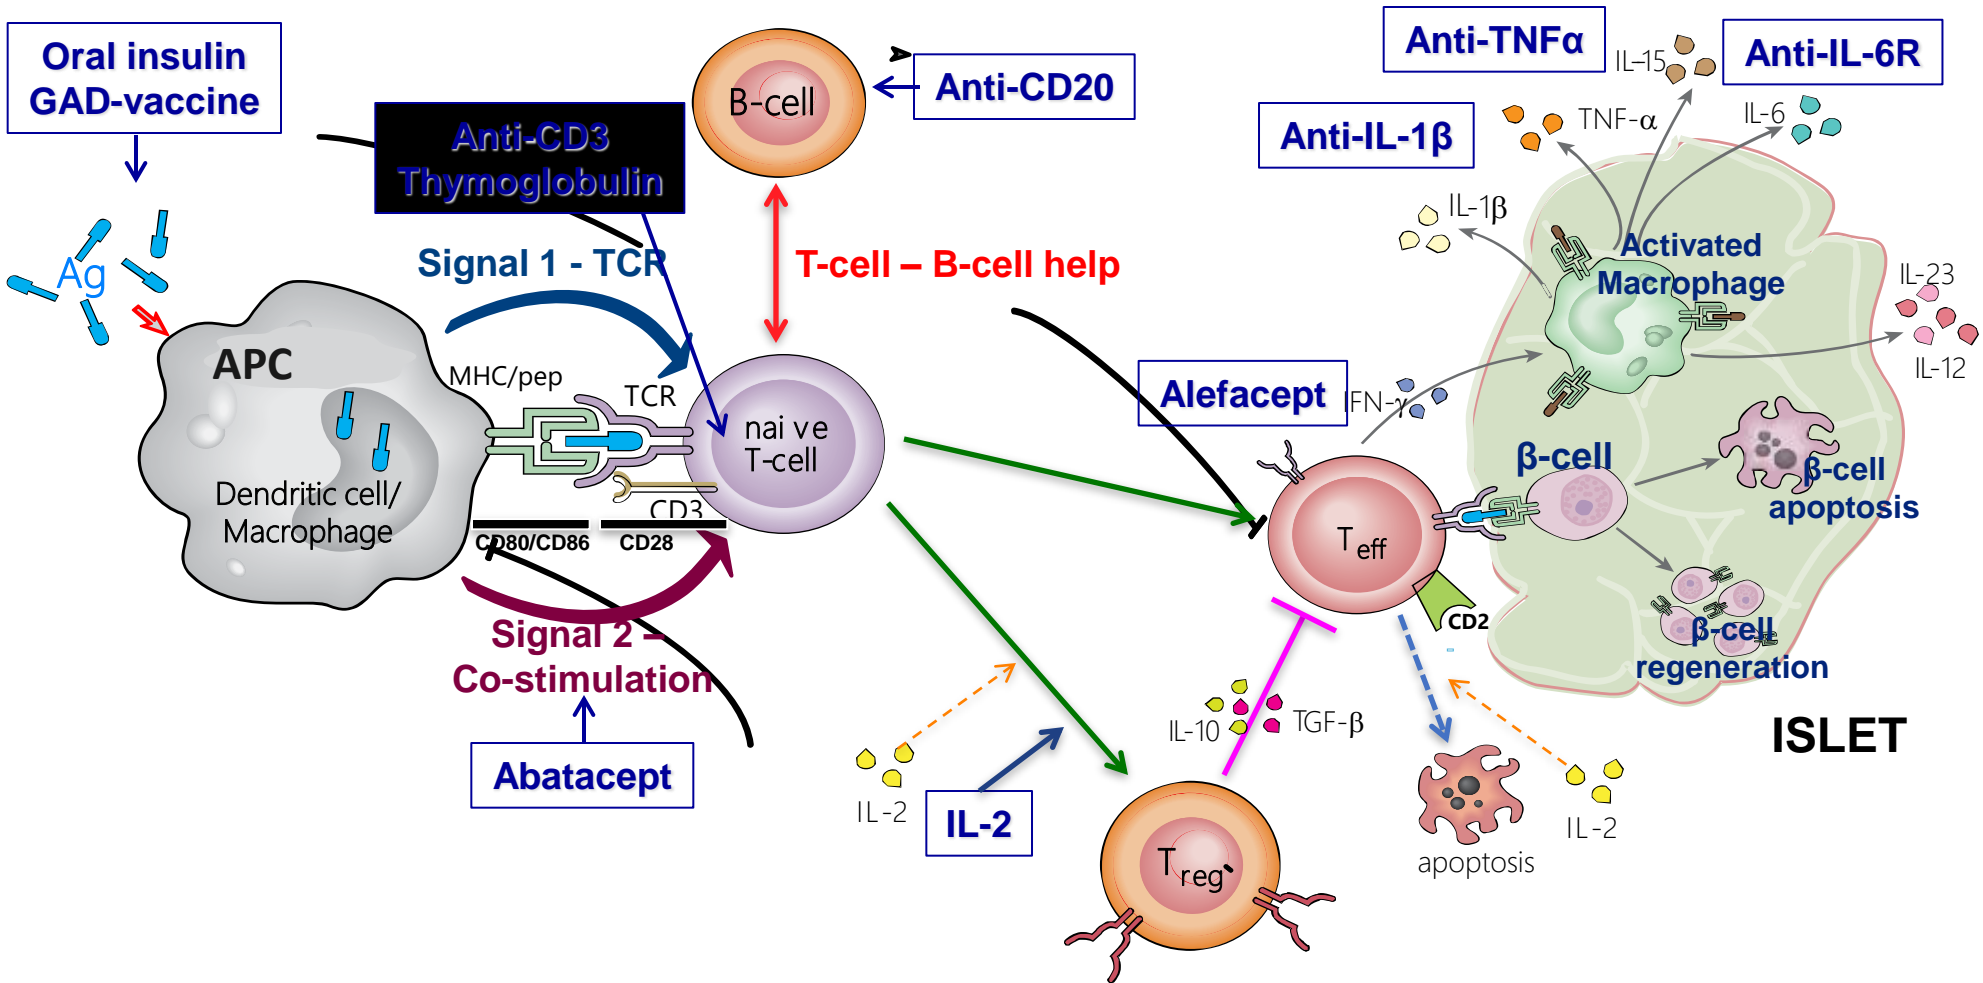 Oral insulin
GAD-vaccine
Anti-CD3
Thymoglobulin
B-cell
Anti-CD20
Anti-TNFα
Anti-IL-6R
Anti-IL-1β
IL-15
TNF-α
IL-6
IL-1β
Activated
Macrophage
IL-23
IL-12
Ag
Signal 1 - TCR
T-cell – B-cell help
APC
MHC/pep
TCR
naive
T-cell
Alefacept
IFN-γ
Dendritic cell/
Macrophage
CD3
CD80/CD86
CD28
β-cell
β-cell
apoptosis
Teff
CD2
Signal 2 –
Co-stimulation
β-cell
regeneration
IL-10
TGF-β
ISLET
Abatacept
IL-2
IL-2
IL-2
Treg
apoptosis